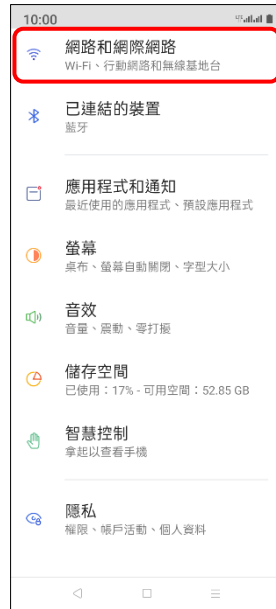 10:00
網路和網際網路
Wi-Fi、行動網路和無線基地台
已連結的裝置
藍牙
應用程式和通知
最近使用的應用程式、預設應用程式
螢幕
桌布、螢幕自動關閉、字型大小
音效
音量、震動、零打擾
儲存空間
已使用：17% - 可用空間：52.85 GB
智慧控制
拿起以查看手機
隱私
權限、帳戶活動、個人資料